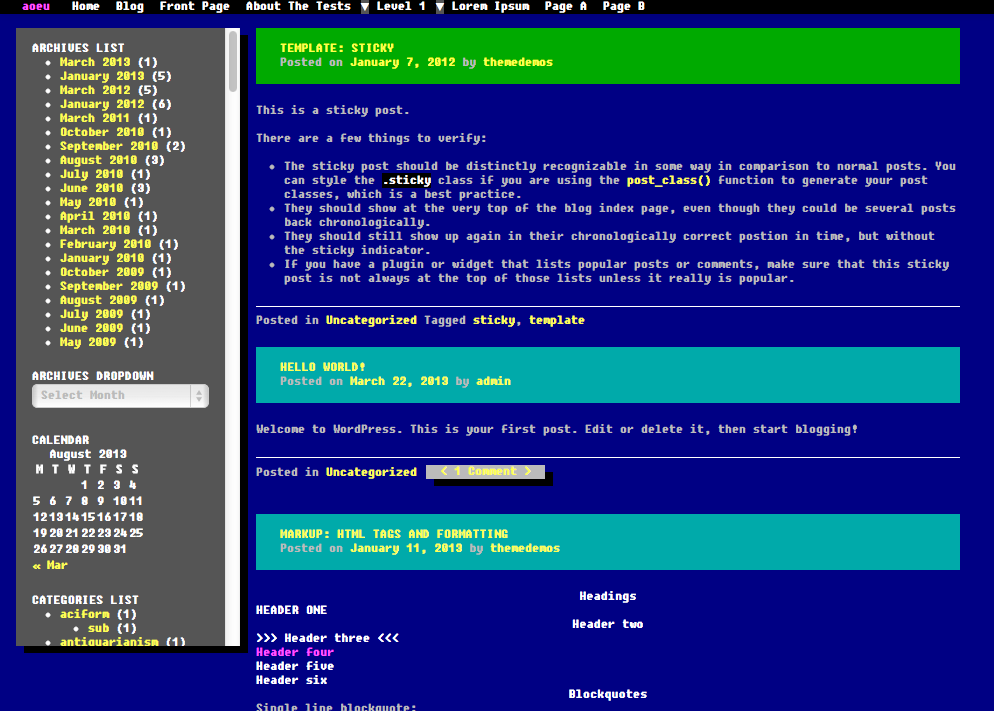 aoeu Home Blog Front Page About The Tests Level 1 Lorem Ipsum Page A Page B
ARCHIVES LIST
March 2013 (1)
January 2013 (5)
March 2012 (5)
January 2012 (6)
March 2011 (1)
October 2010 (1)
September 2010 (2)
August 2010 (3)
July 2010 (1)
June 2010 (3)
May 2010 (1)
April 2010 (1)
March 2010 (1)
February 2010 (1)
January 2010 (1)
October 2009 (1)
September 2009 (1)
August 2009 (1)
July 2009 (1)
June 2009 (1)
May 2009 (1)
ARCHIVES DROPDOWN
Select Month
CALENDAR
August 2013
M T W T F S S
1 2 3 4
5 6 7 8 9 10 11
12 13 14 15 16 17 18
19 20 21 22 23 24 25
26 27 28 29 30 31
« Mar
CATEGORIES LIST
aciform (1)
sub (1)
antiquarianism (1)
TEMPLATE: STICKY
Posted on January 7, 2012 by themedemos
This is a sticky post.
There are a few things to verify:
The sticky post should be distinctly recognizable in some way in comparison to normal posts. You
can style the .sticky class if you are using the post_class() function to generate your post
classes, which is a best practice.
They should show at the very top of the blog index page, even though they could be several posts
back chronologically.
They should still show up again in their chronologically correct postion in time, but without
the sticky indicator.
If you have a plugin or widget that lists popular posts or comments, make sure that this sticky
post is not always at the top of those lists unless it really is popular.
Posted in Uncategorized Tagged sticky, template
HELLO WORLD!
Posted on March 22, 2013 by admin
Welcome to WordPress. This is your first post. Edit or delete it, then start blogging!
Posted in Uncategorized < 1 Comment >
MARKUP: HTML TAGS AND FORMATTING
Posted on January 11, 2013 by themedemos
Headings
HEADER ONE
Header two
>>> Header three <<<
Header four
Header five
Header six
Blockquotes
Single line blockquote: